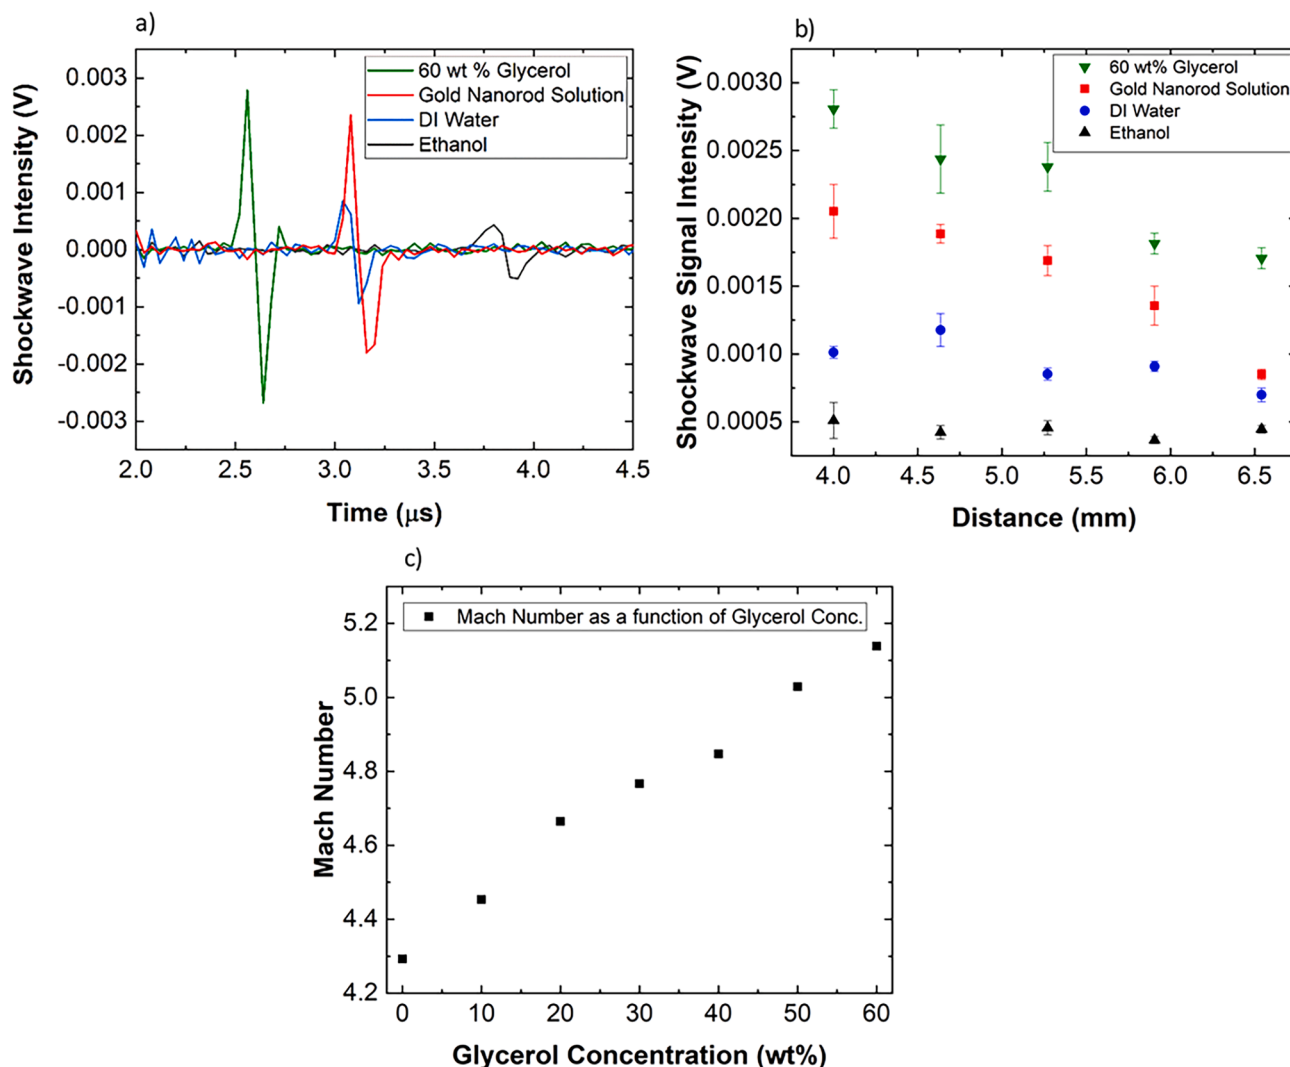 a)
Shockwave Intensity (V)
0.003
0.002
0.001
0.000
-0.001
-0.002
-0.003
60 wt % Glycerol
Gold Nanorod Solution
DI Water
Ethanol
2.0 2.5 3.0 3.5 4.0 4.5
Time (μs)
b)
Shockwave Signal Intensity (V)
0.0030
0.0025
0.0020
0.0015
0.0010
0.0005
60 wt% Glycerol
Gold Nanorod Solution
DI Water
Ethanol
4.0 4.5 5.0 5.5 6.0 6.5
Distance (mm)
c)
Mach Number
5.2
5.0
4.8
4.6
4.4
4.2
Mach Number as a function of Glycerol Conc.
0 10 20 30 40 50 60
Glycerol Concentration (wt%)